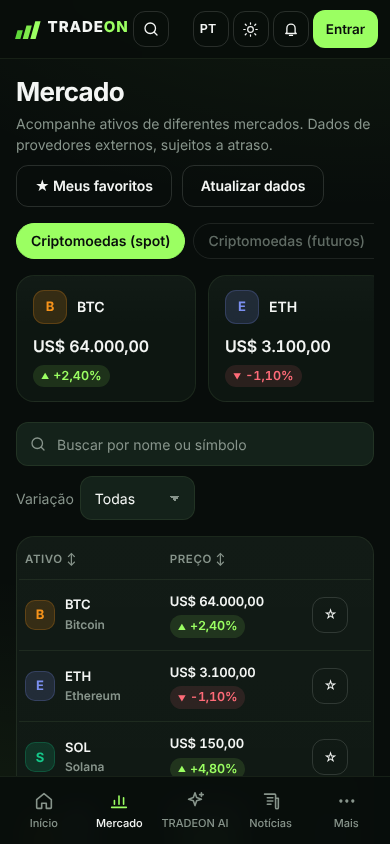 TRADEON
PT
Entrar
Mercado
Acompanhe ativos de diferentes mercados. Dados de
provedores externos, sujeitos a atraso.
★ Meus favoritos
Atualizar dados
Criptomoedas (spot)
Criptomoedas (futuros)
B
BTC
US$ 64.000,00
▲ +2,40%
E
ETH
US$ 3.100,00
▼ -1,10%
Buscar por nome ou símbolo
Variação
Todas
ATIVO ↕
PREÇO ↕
B
BTC
Bitcoin
US$ 64.000,00
▲ +2,40%
☆
E
ETH
Ethereum
US$ 3.100,00
▼ -1,10%
☆
S
SOL
Solana
US$ 150,00
▲ +4,80%
☆
Início
Mercado
TRADEON AI
Notícias
Mais